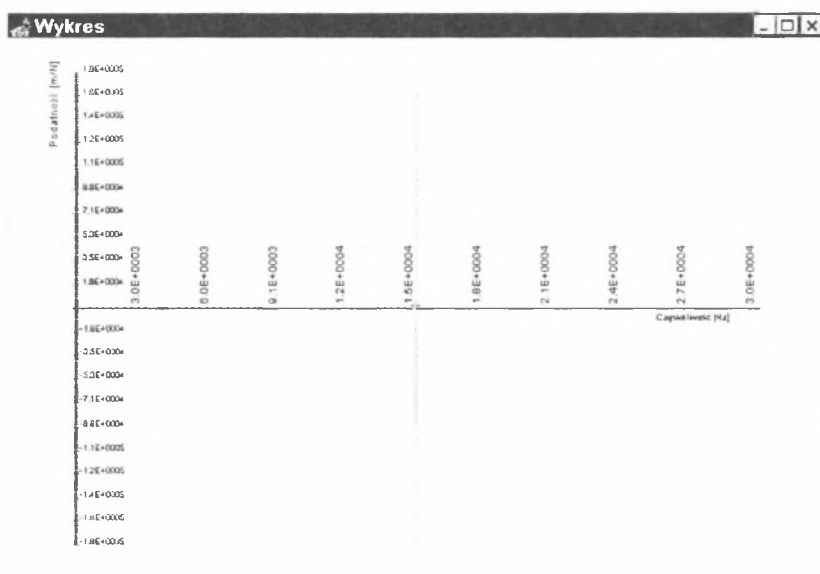 Wykres
Podatność [m/N]
1.8E+0005
1.6E+0005
1.4E+0005
1.2E+0005
1.1E+0005
8.8E+0004
7.1E+0004
5.3E+0004
3.5E+0004
1.8E+0004
3.0E+0003
6.0E+0003
9.1E+0003
1.2E+0004
1.5E+0004
1.8E+0004
2.1E+0004
2.4E+0004
2.7E+0004
3.0E+0004
Częstotliwość [Hz]
-1.8E+0004
-3.5E+0004
-5.3E+0004
-7.1E+0004
-8.8E+0004
-1.1E+0005
-1.2E+0005
-1.4E+0005
-1.6E+0005
-1.8E+0005